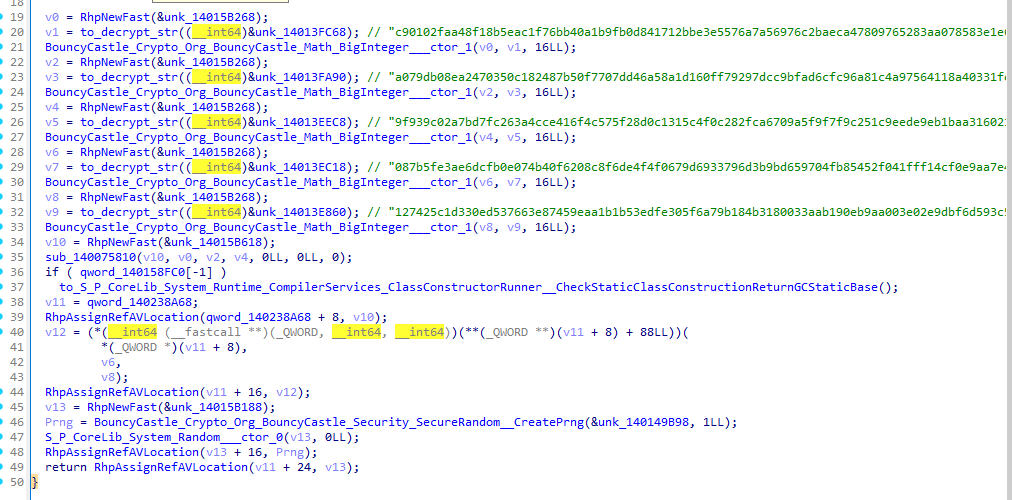 18
19 v0 = RhpNewFast(&unk_14015B268);
20 v1 = to_decrypt_str((__int64)&unk_14013FC68); // "c90102faa48f18b5eac1f76bb40a1b9fb0d841712bbe3e5576a7a56976c2baeca47809765283aa078583e1e
21 BouncyCastle_Crypto_Org_BouncyCastle_Math_BigInteger___ctor_1(v0, v1, 16LL);
22 v2 = RhpNewFast(&unk_14015B268);
23 v3 = to_decrypt_str((__int64)&unk_14013FA90); // "a079db08ea2470350c182487b50f7707dd46a58a1d160ff79297dcc9bfad6cfc96a81c4a97564118a40331f
24 BouncyCastle_Crypto_Org_BouncyCastle_Math_BigInteger___ctor_1(v2, v3, 16LL);
25 v4 = RhpNewFast(&unk_14015B268);
26 v5 = to_decrypt_str((__int64)&unk_14013EEC8); // "9f939c02a7bd7fc263a4cce416f4c575f28d0c1315c4f0c282fca6709a5f9f7f9c251c9eede9eb1baa31602
27 BouncyCastle_Crypto_Org_BouncyCastle_Math_BigInteger___ctor_1(v4, v5, 16LL);
28 v6 = RhpNewFast(&unk_14015B268);
29 v7 = to_decrypt_str((__int64)&unk_14013EC18); // "087b5fe3ae6dcfb0e074b40f6208c8f6de4f4f0679d6933796d3b9bd659704fb85452f041fff14cf0e9aa7e
30 BouncyCastle_Crypto_Org_BouncyCastle_Math_BigInteger___ctor_1(v6, v7, 16LL);
31 v8 = RhpNewFast(&unk_14015B268);
32 v9 = to_decrypt_str((__int64)&unk_14013E860); // "127425c1d330ed537663e87459eaa1b1b53edfe305f6a79b184b3180033aab190eb9aa003e02e9dbf6d593c
33 BouncyCastle_Crypto_Org_BouncyCastle_Math_BigInteger___ctor_1(v8, v9, 16LL);
34 v10 = RhpNewFast(&unk_14015B618);
35 sub_140075810(v10, v0, v2, v4, 0LL, 0LL, 0);
36 if ( qword_140158FC0[-1] )
37 to_S_P_CoreLib_System_Runtime_CompilerServices_ClassConstructorRunner__CheckStaticClassConstructionReturnGCStaticBase();
38 v11 = qword_140238A68;
39 RhpAssignRefAVLocation(qword_140238A68 + 8, v10);
40 v12 = (*(__int64 (__fastcall **)(_QWORD, __int64, __int64))(**(_QWORD **)(v11 + 8) + 88LL))(
41 *(_QWORD *)(v11 + 8),
42 v6,
43 v8);
44 RhpAssignRefAVLocation(v11 + 16, v12);
45 v13 = RhpNewFast(&unk_14015B188);
46 Prng = BouncyCastle_Crypto_Org_BouncyCastle_Security_SecureRandom__CreatePrng(&unk_140149B98, 1LL);
47 S_P_CoreLib_System_Random___ctor_0(v13, 0LL);
48 RhpAssignRefAVLocation(v13 + 16, Prng);
49 return RhpAssignRefAVLocation(v11 + 24, v13);
50 }